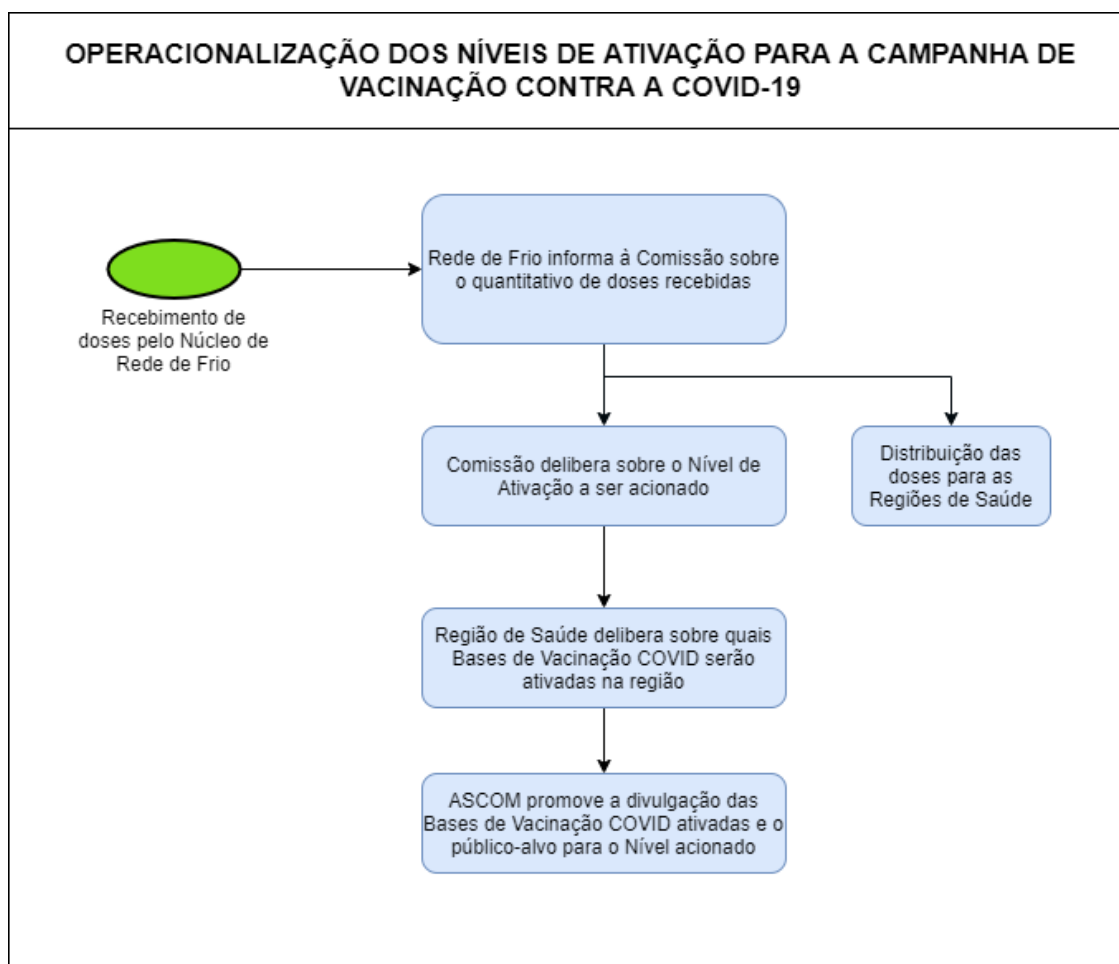 OPERACIONALIZAÇÃO DOS NÍVEIS DE ATIVAÇÃO PARA A CAMPANHA DE
VACINAÇÃO CONTRA A COVID-19
Rede de Frio informa à Comissão sobre
o quantitativo de doses recebidas
Recebimento de
doses pelo Núcleo de
Rede de Frio
Comissão delibera sobre o Nível de
Ativação a ser acionado
Distribuição das
doses para as
Regiões de Saúde
Região de Saúde delibera sobre quais
Bases de Vacinação COVID serão
ativadas na região
ASCOM promove a divulgação das
Bases de Vacinação COVID ativadas e o
público-alvo para o Nível acionado